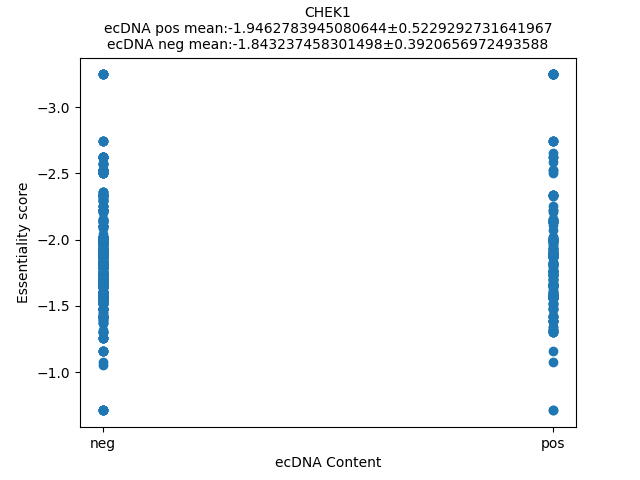 CHEK1
ecDNA pos mean:-1.9462783945080644±0.5229292731641967
ecDNA neg mean:-1.843237458301498±0.3920656972493588
−3.0
−2.5
−2.0
−1.5
−1.0
Essentiality score
neg
pos
ecDNA Content